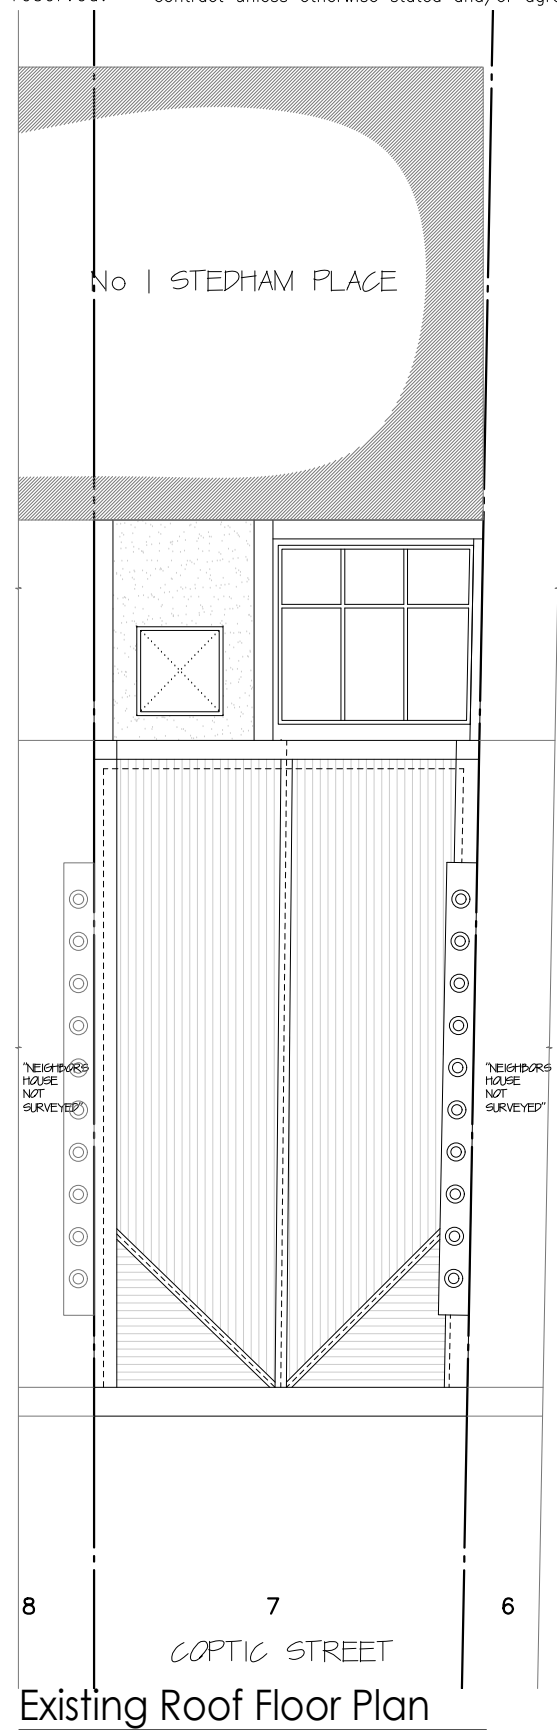 contract unless otherwise stated and/or
No 1 STEDHAM PLACE
"NEIGHBORS
HOUSE
NOT
SURVEYED"
"NEIGHBORS
HOUSE
NOT
SURVEYED"
8 7 6
COPTIC STREET
Existing Roof Floor Plan